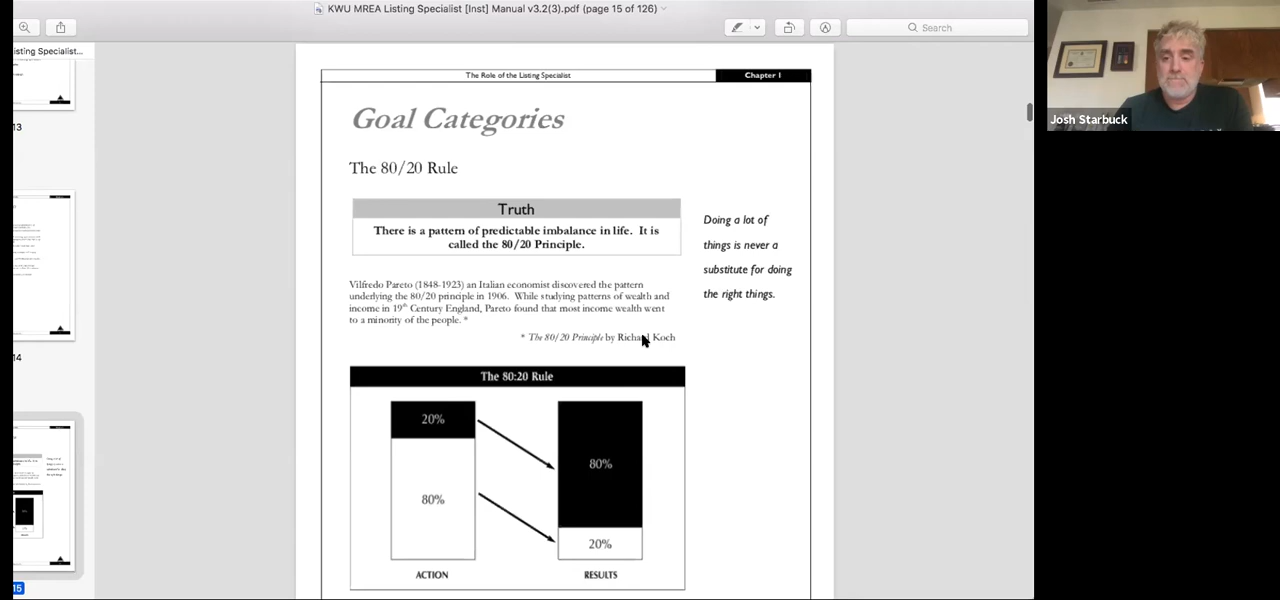 KWU MREA Listing Specialist [Inst] Manual v3.2(3).pdf (page 15 of 126)
Search
isting Specialist...
13
14
15
The Role of the Listing Specialist
Chapter 1
Goal Categories
The 80/20 Rule
Truth
There is a pattern of predictable imbalance in life. It is
called the 80/20 Principle.
Doing a lot of
things is never a
substitute for doing
the right things.
Vilfredo Pareto (1848-1923) an Italian economist discovered the pattern
underlying the 80/20 principle in 1906. While studying patterns of wealth and
income in 19th Century England, Pareto found that most income wealth went
to a minority of the people. *
* The 80/20 Principle by Richard Koch
The 80:20 Rule
20%
80%
80%
20%
ACTION
RESULTS
Josh Starbuck